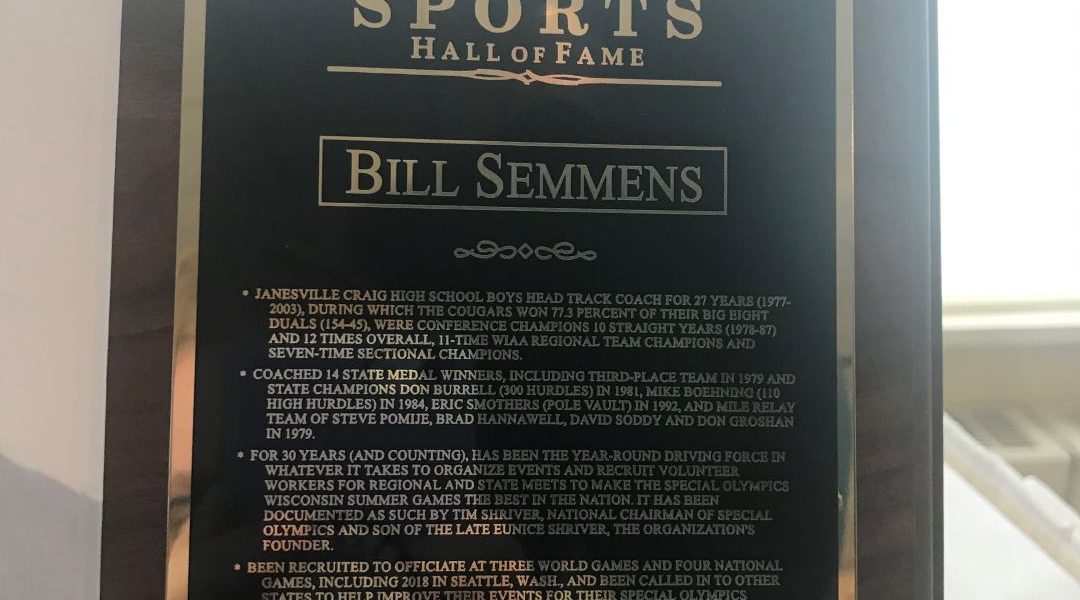 SPORTS
HALL OF FAME
BILL SEMMENS
* JANESVILLE CRAIG HIGH SCHOOL BOYS HEAD TRACK COACH FOR 27 YEARS (1977-
2003), DURING WHICH THE COUGARS WON 77.3 PERCENT OF THEIR BIG EIGHT
DUALS (154-45), WERE CONFERENCE CHAMPIONS 10 STRAIGHT YEARS (1978-87)
AND 12 TIMES OVERALL, 11-TIME WIAA REGIONAL TEAM CHAMPIONS AND
SEVEN-TIME SECTIONAL CHAMPIONS.
* COACHED 14 STATE MEDAL WINNERS, INCLUDING THIRD-PLACE TEAM IN 1979 AND
STATE CHAMPIONS DON BURRELL (300 HURDLES) IN 1981, MIKE BOEHNING (110
HIGH HURDLES) IN 1984, ERIC SMOTHERS (POLE VAULT) IN 1992, AND MILE RELAY
TEAM OF STEVE POMIJE, BRAD HANNAWELL, DAVID SODDY AND DON GROSHAN
IN 1979.
* FOR 30 YEARS (AND COUNTING), HAS BEEN THE YEAR-ROUND DRIVING FORCE IN
WHATEVER IT TAKES TO ORGANIZE EVENTS AND RECRUIT VOLUNTEER
WORKERS FOR REGIONAL AND STATE MEETS TO MAKE THE SPECIAL OLYMPICS
WISCONSIN SUMMER GAMES THE BEST IN THE NATION. IT HAS BEEN
DOCUMENTED AS SUCH BY TIM SHRIVER, NATIONAL CHAIRMAN OF SPECIAL
OLYMPICS AND SON OF THE LATE EUNICE SHRIVER, THE ORGANIZATION'S
FOUNDER.
* BEEN RECRUITED TO OFFICIATE AT THREE WORLD GAMES AND FOUR NATIONAL
GAMES, INCLUDING 2018 IN SEATTLE, WASH., AND BEEN CALLED IN TO OTHER
STATES TO HELP IMPROVE THEIR EVENTS FOR THEIR SPECIAL OLYMPICS